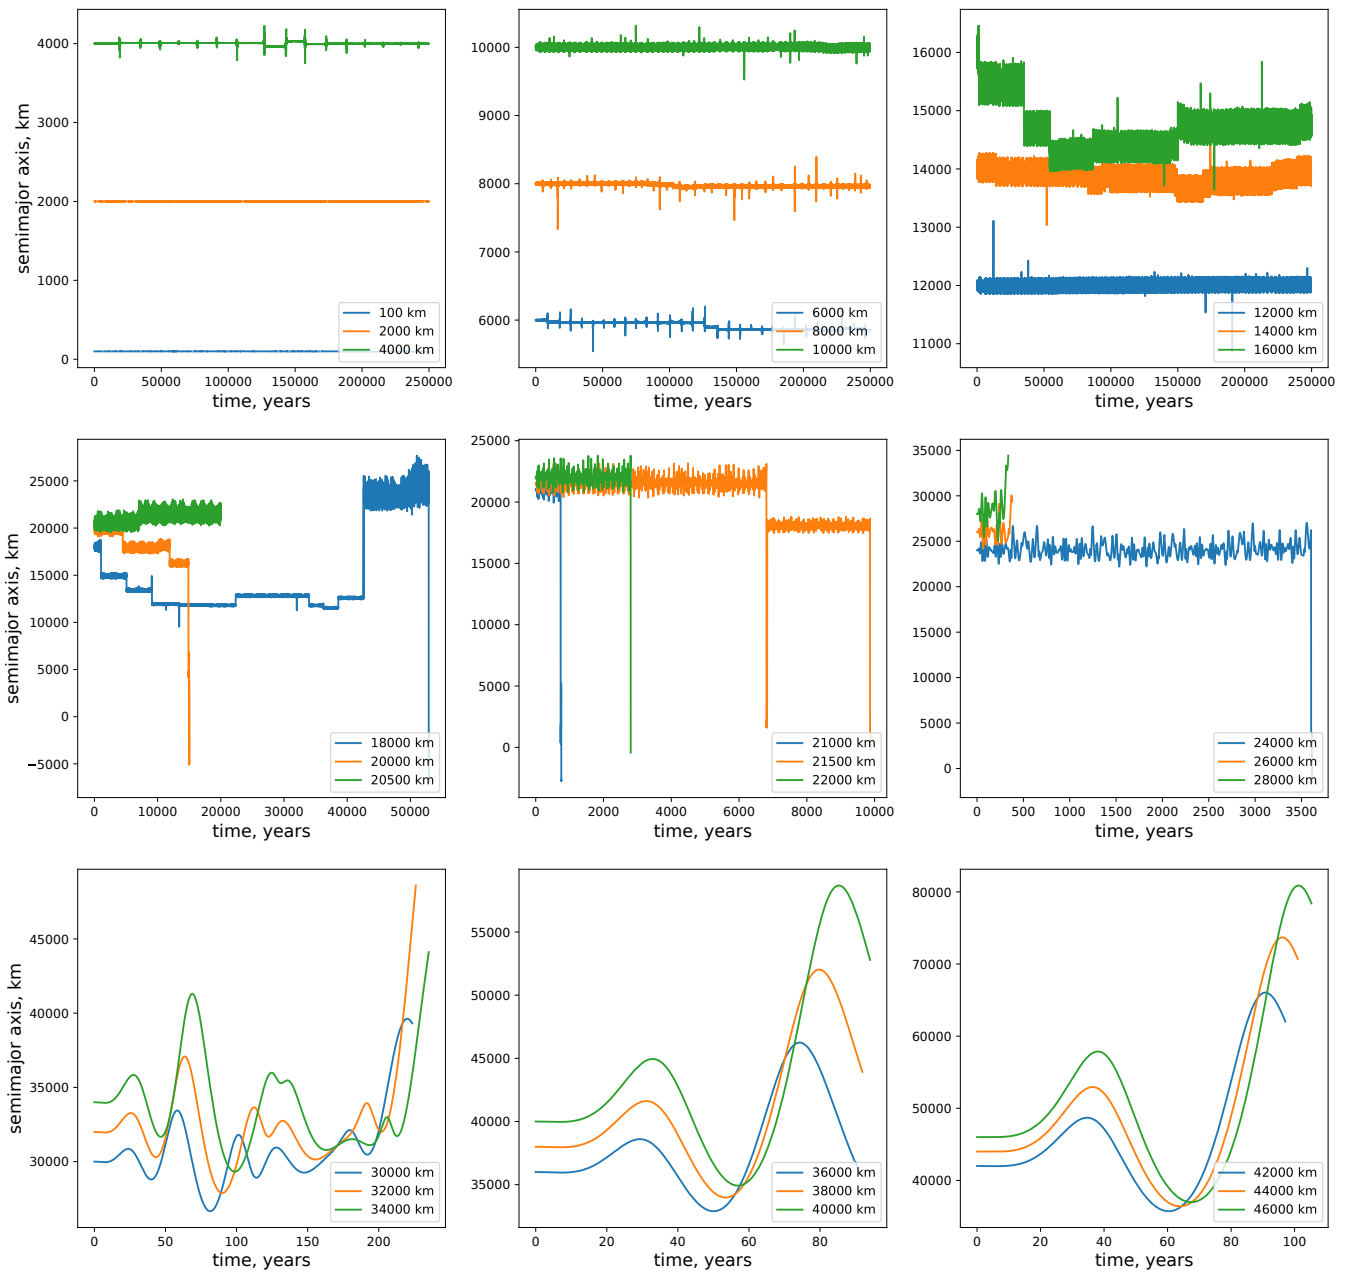 semimajor axis, km
4000
3000
2000
1000
0
0
50000
100000
150000
200000
250000
time, years
100 km
2000 km
4000 km
10000
9000
8000
7000
6000
0
50000
100000
150000
200000
250000
time, years
6000 km
8000 km
10000 km
16000
15000
14000
13000
12000
11000
0
50000
100000
150000
200000
250000
time, years
12000 km
14000 km
16000 km
semimajor axis, km
25000
20000
15000
10000
5000
0
−5000
0
10000
20000
30000
40000
50000
time, years
18000 km
20000 km
20500 km
25000
20000
15000
10000
5000
0
0
2000
4000
6000
8000
10000
time, years
21000 km
21500 km
22000 km
35000
30000
25000
20000
15000
10000
5000
0
0
500
1000
1500
2000
2500
3000
3500
time, years
24000 km
26000 km
28000 km
semimajor axis, km
45000
40000
35000
30000
0
50
100
150
200
time, years
30000 km
32000 km
34000 km
55000
50000
45000
40000
35000
0
20
40
60
80
time, years
36000 km
38000 km
40000 km
80000
70000
60000
50000
40000
0
20
40
60
80
100
time, years
42000 km
44000 km
46000 km